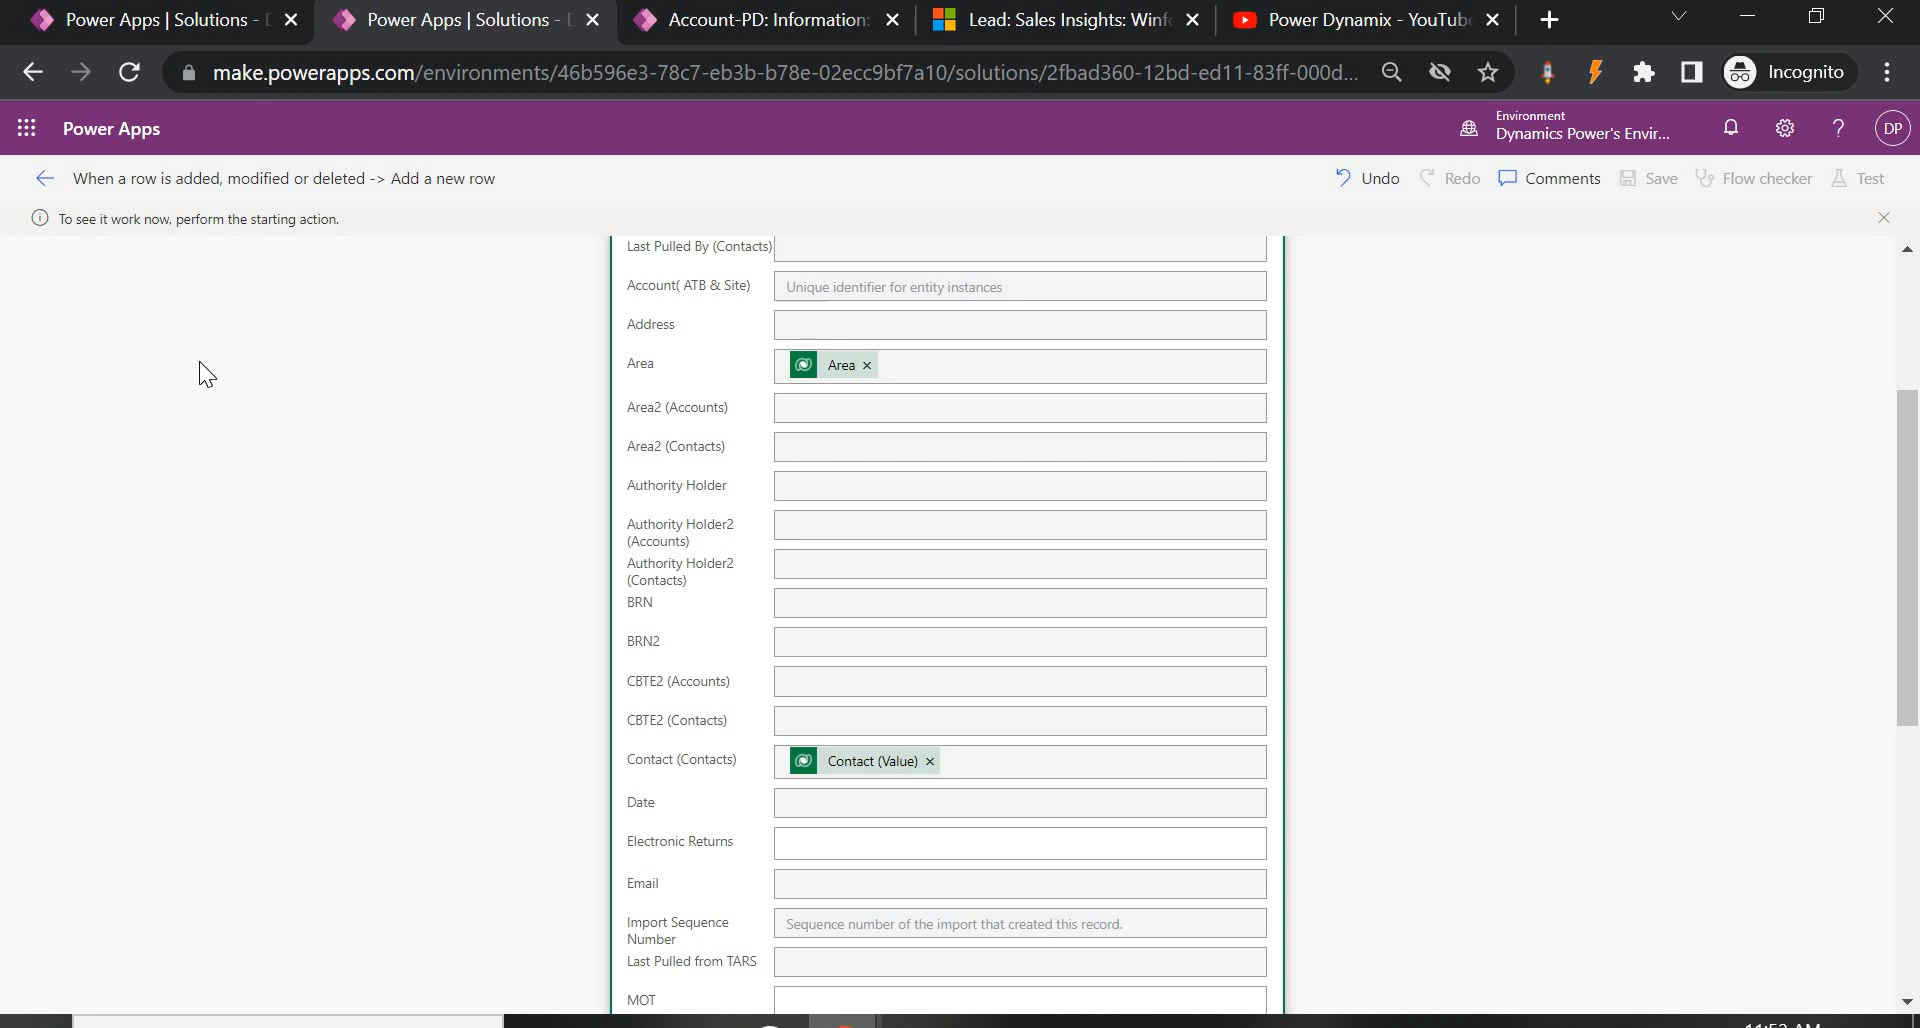 Power Apps | Solutions -
Power Apps | Solutions -
Account-PD: Information:
Lead: Sales Insights: Winfo
Power Dynamix - YouTub
make.powerapps.com/environments/46b596e3-78c7-eb3b-b78e-02ecc9bf7a10/solutions/2fbad360-12bd-ed11-83ff-000d...
Incognito
Power Apps
Environment
Dynamics Power's Envir...
DP
When a row is added, modified or deleted -> Add a new row
Undo
Redo
Comments
Save
Flow checker
Test
To see it work now, perform the starting action.
Last Pulled By (Contacts)
Account( ATB & Site)
Unique identifier for entity instances
Address
Area
Area
Area2 (Accounts)
Area2 (Contacts)
Authority Holder
Authority Holder2
(Accounts)
Authority Holder2
(Contacts)
BRN
BRN2
CBTE2 (Accounts)
CBTE2 (Contacts)
Contact (Contacts)
Contact (Value)
Date
Electronic Returns
Email
Import Sequence
Number
Sequence number of the import that created this record.
Last Pulled from TARS
MOT